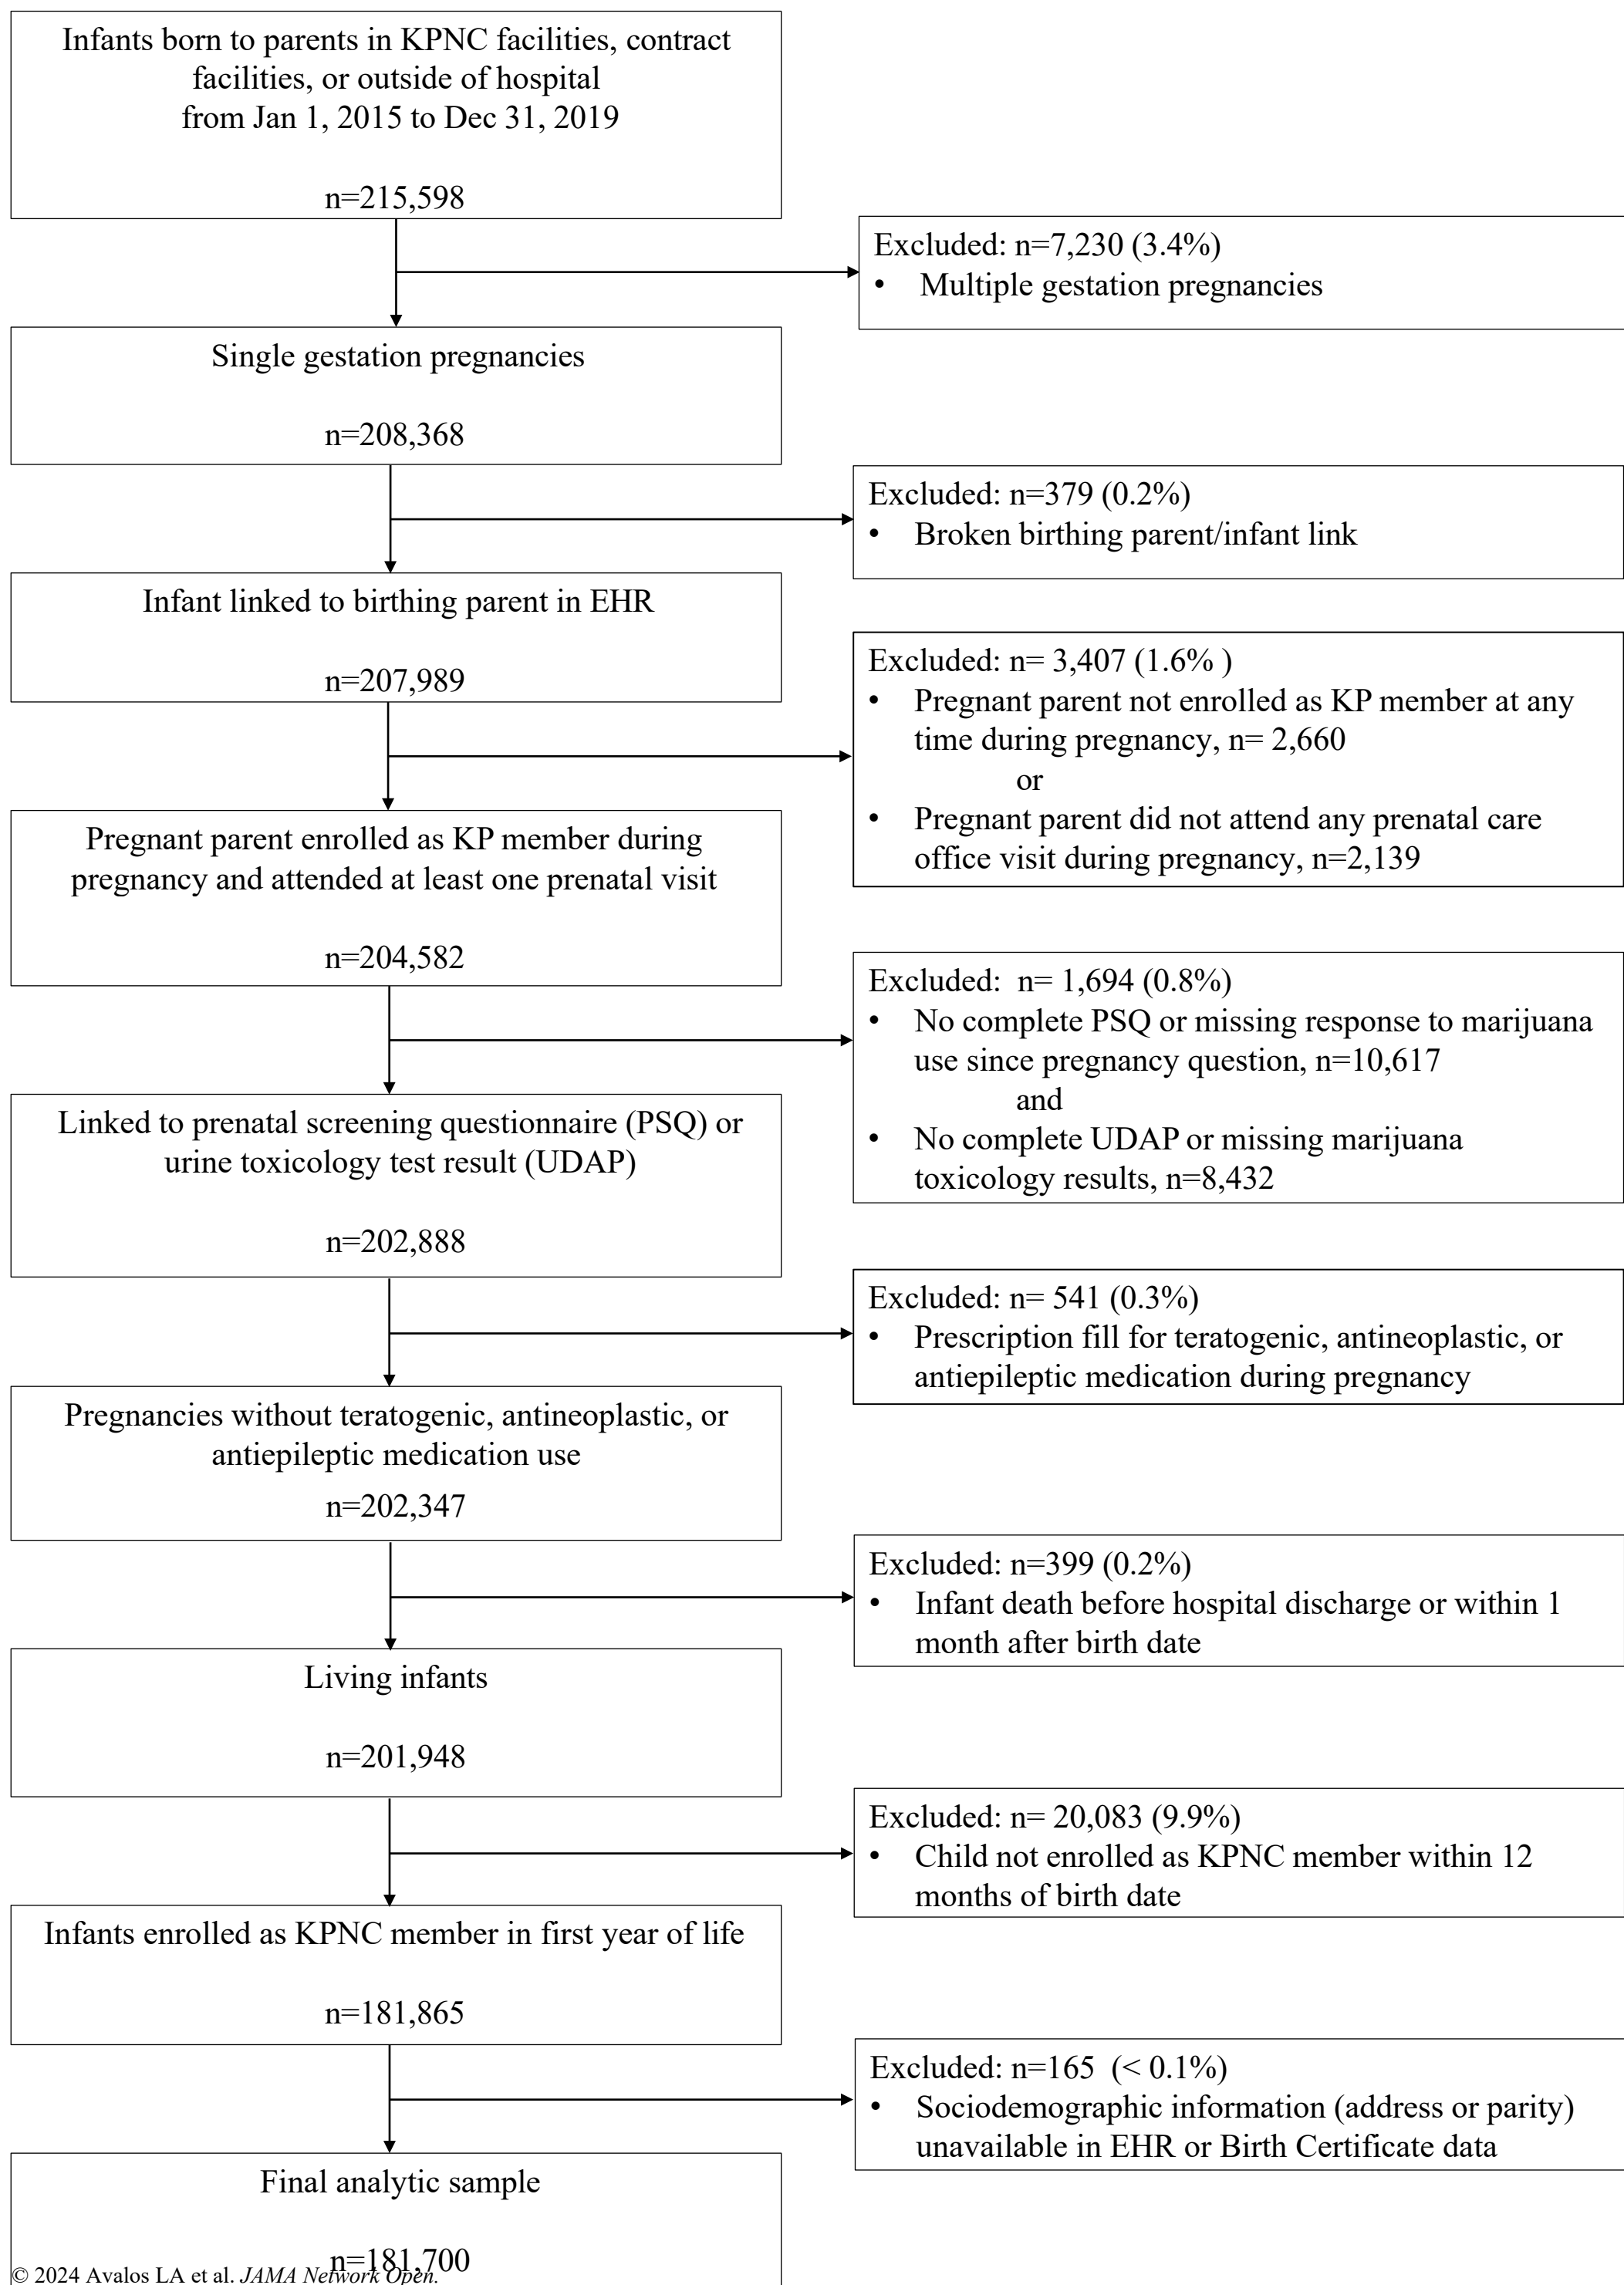 Infants born to parents in KPNC facilities, contract
facilities, or outside of hospital
from Jan 1, 2015 to Dec 31, 2019
n=215,598
Excluded: n=7,230 (3.4%)
• Multiple gestation pregnancies
Single gestation pregnancies
n=208,368
Excluded: n=379 (0.2%)
• Broken birthing parent/infant link
Infant linked to birthing parent in EHR
n=207,989
Excluded: n= 3,407 (1.6% )
• Pregnant parent not enrolled as KP member at any
time during pregnancy, n= 2,660
or
• Pregnant parent did not attend any prenatal care
office visit during pregnancy, n=2,139
Pregnant parent enrolled as KP member during
pregnancy and attended at least one prenatal visit
n=204,582
Excluded:  n= 1,694 (0.8%)
• No complete PSQ or missing response to marijuana
use since pregnancy question, n=10,617
and
• No complete UDAP or missing marijuana
toxicology results, n=8,432
Linked to prenatal screening questionnaire (PSQ) or
urine toxicology test result (UDAP)
n=202,888
Excluded: n= 541 (0.3%)
• Prescription fill for teratogenic, antineoplastic, or
antiepileptic medication during pregnancy
Pregnancies without teratogenic, antineoplastic, or
antiepileptic medication use
n=202,347
Excluded: n=399 (0.2%)
• Infant death before hospital discharge or within 1
month after birth date
Living infants
n=201,948
Excluded: n= 20,083 (9.9%)
• Child not enrolled as KPNC member within 12
months of birth date
Infants enrolled as KPNC member in first year of life
n=181,865
Excluded: n=165  (< 0.1%)
• Sociodemographic information (address or parity)
unavailable in EHR or Birth Certificate data
Final analytic sample
n=181,700
© 2024 Avalos LA et al. JAMA Network Open.